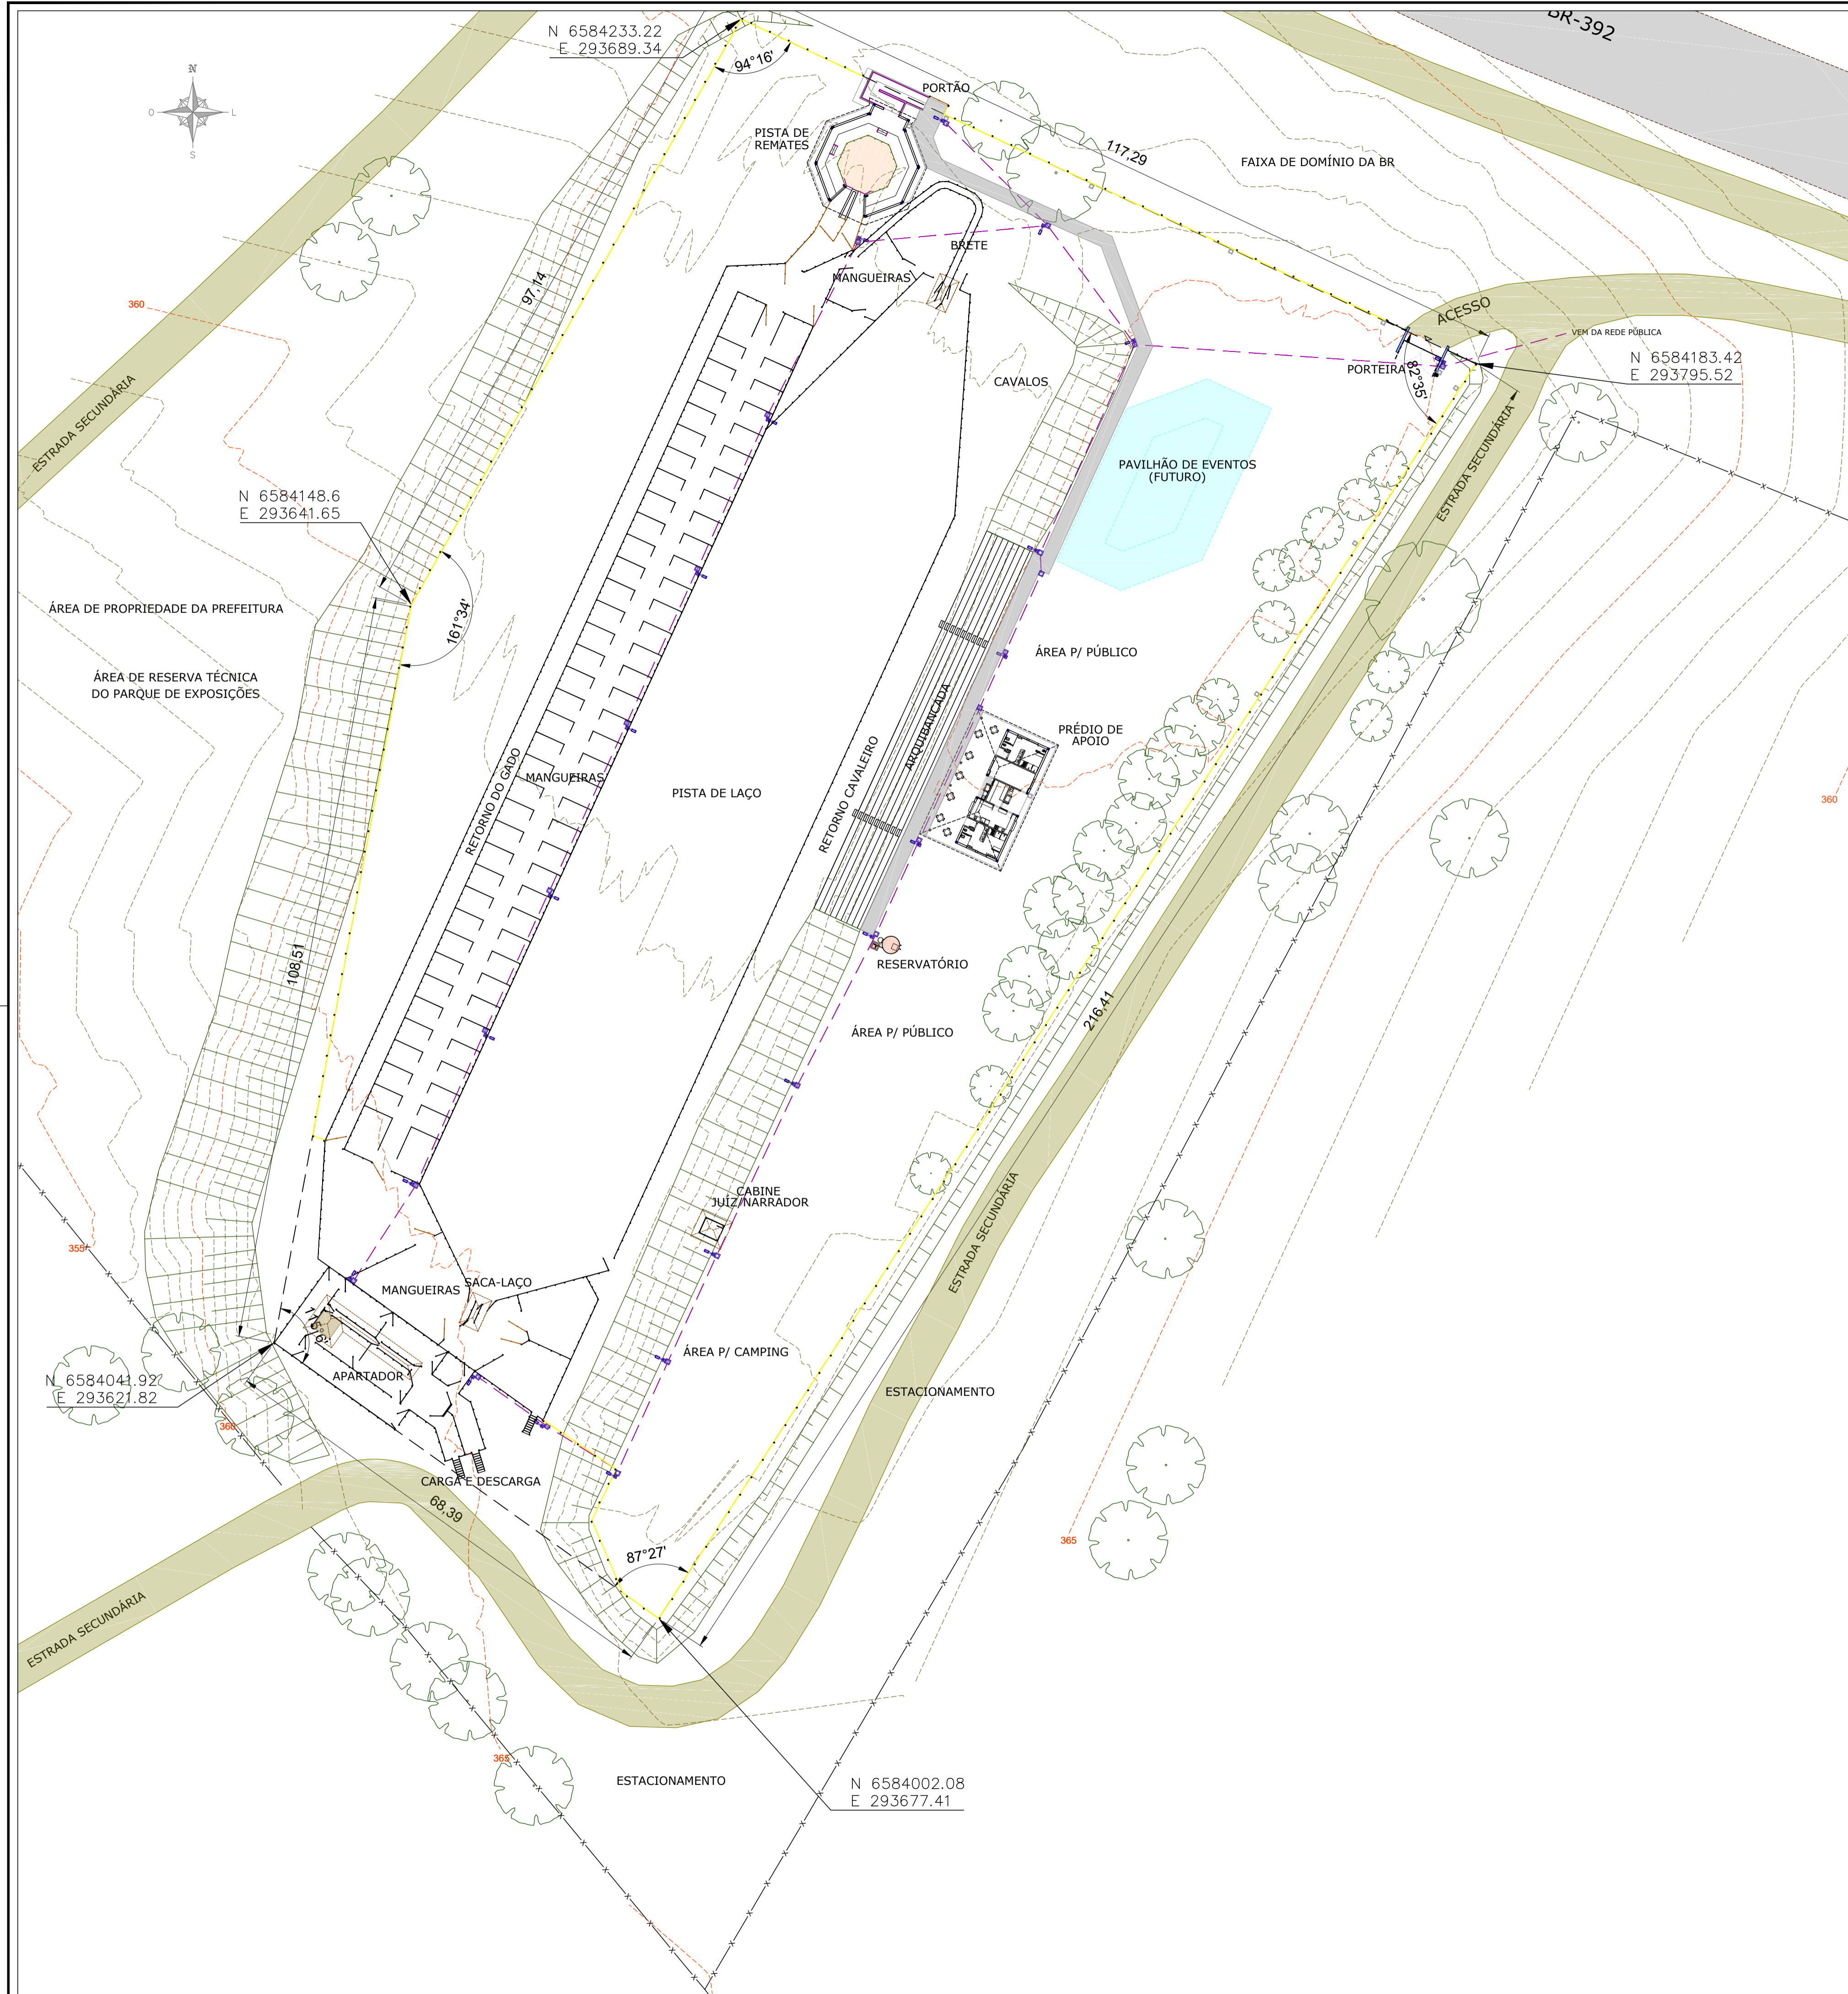 BR-392
N 6584233.22
E 293689.34
94°16'
N
O
L
S
PORTÃO
PISTA DE
REMATES
117,29
FAIXA DE DOMÍNIO DA BR
BRETE
MANGUEIRAS
97,14
360
ACESSO
VEM DA REDE PÚBLICA
N 6584183.42
E 293795.52
PORTEIRA
82°35'
CAVALOS
ESTRADA SECUNDÁRIA
ESTRADA SECUNDÁRIA
PAVILHÃO DE EVENTOS
(FUTURO)
N 6584148.6
E 293641.65
161°34'
ÁREA DE PROPRIEDADE DA PREFEITURA
ÁREA DE RESERVA TÉCNICA
DO PARQUE DE EXPOSIÇÕES
ÁREA P/ PÚBLICO
ARQUIBANCADA
PRÉDIO DE
APOIO
RETORNO DO GADO
MANGUEIRAS
PISTA DE LAÇO
RETORNO CAVALEIRO
360
108,51
RESERVATÓRIO
216,41
ÁREA P/ PÚBLICO
CABINE
JUÍZ/NARRADOR
ESTRADA SECUNDÁRIA
355
MANGUEIRAS
SACA-LAÇO
ÁREA P/ CAMPING
APARTADOR
N 6584041.92
E 293621.82
ESTACIONAMENTO
360
CARGA E DESCARGA
68,39
87°27'
365
ESTRADA SECUNDÁRIA
365
ESTACIONAMENTO
N 6584002.08
E 293677.41